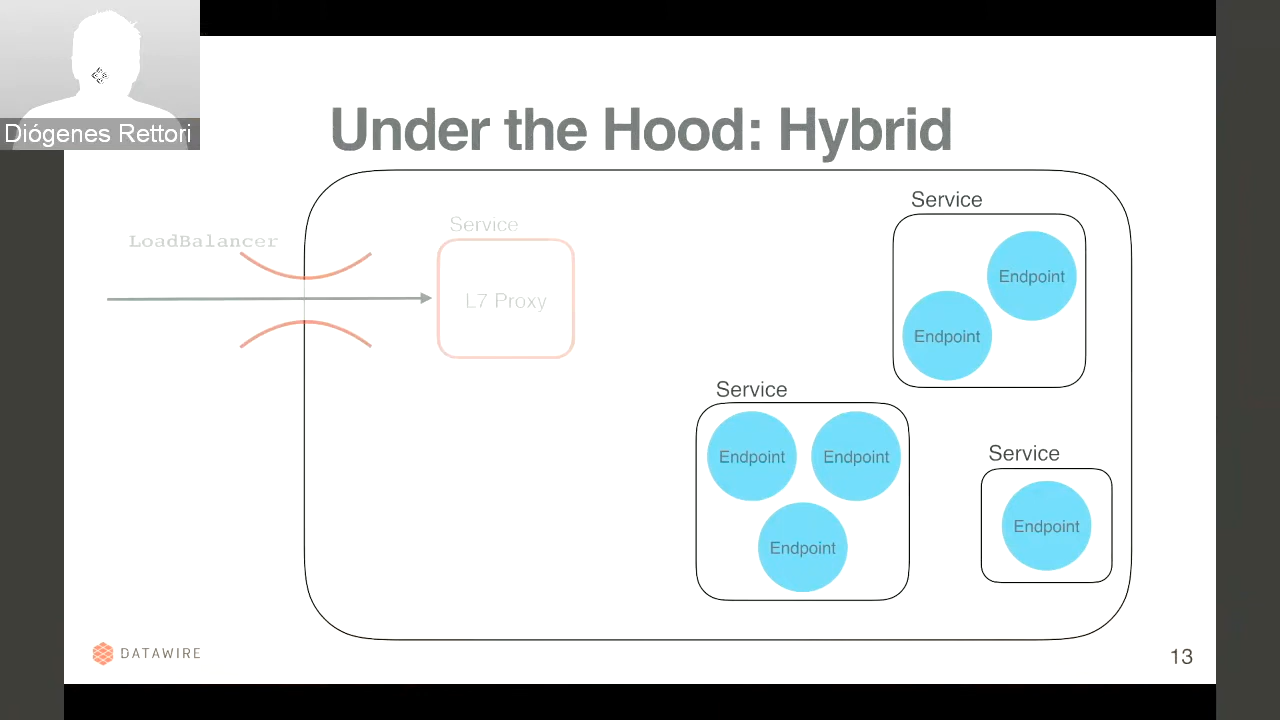 Diógenes Rettori
Under the Hood: Hybrid
LoadBalancer
Service
L7 Proxy
Service
Endpoint
Endpoint
Service
Endpoint
Endpoint
Endpoint
Service
Endpoint
DATAWIRE
13